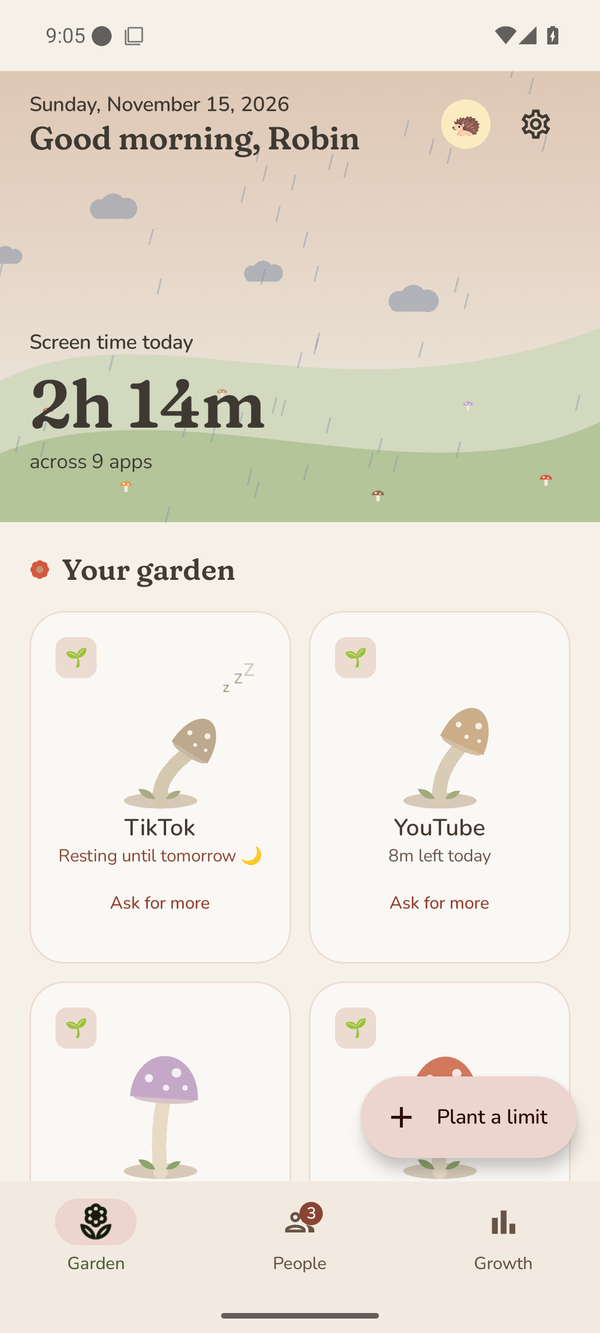 9:05
Sunday, November 15, 2026
Good morning, Robin
Screen time today
2h 14m
across 9 apps
Your garden
z z Z
TikTok
Resting until tomorrow 🌙
Ask for more
YouTube
8m left today
Ask for more
Plant a limit
Garden
3
People
Growth